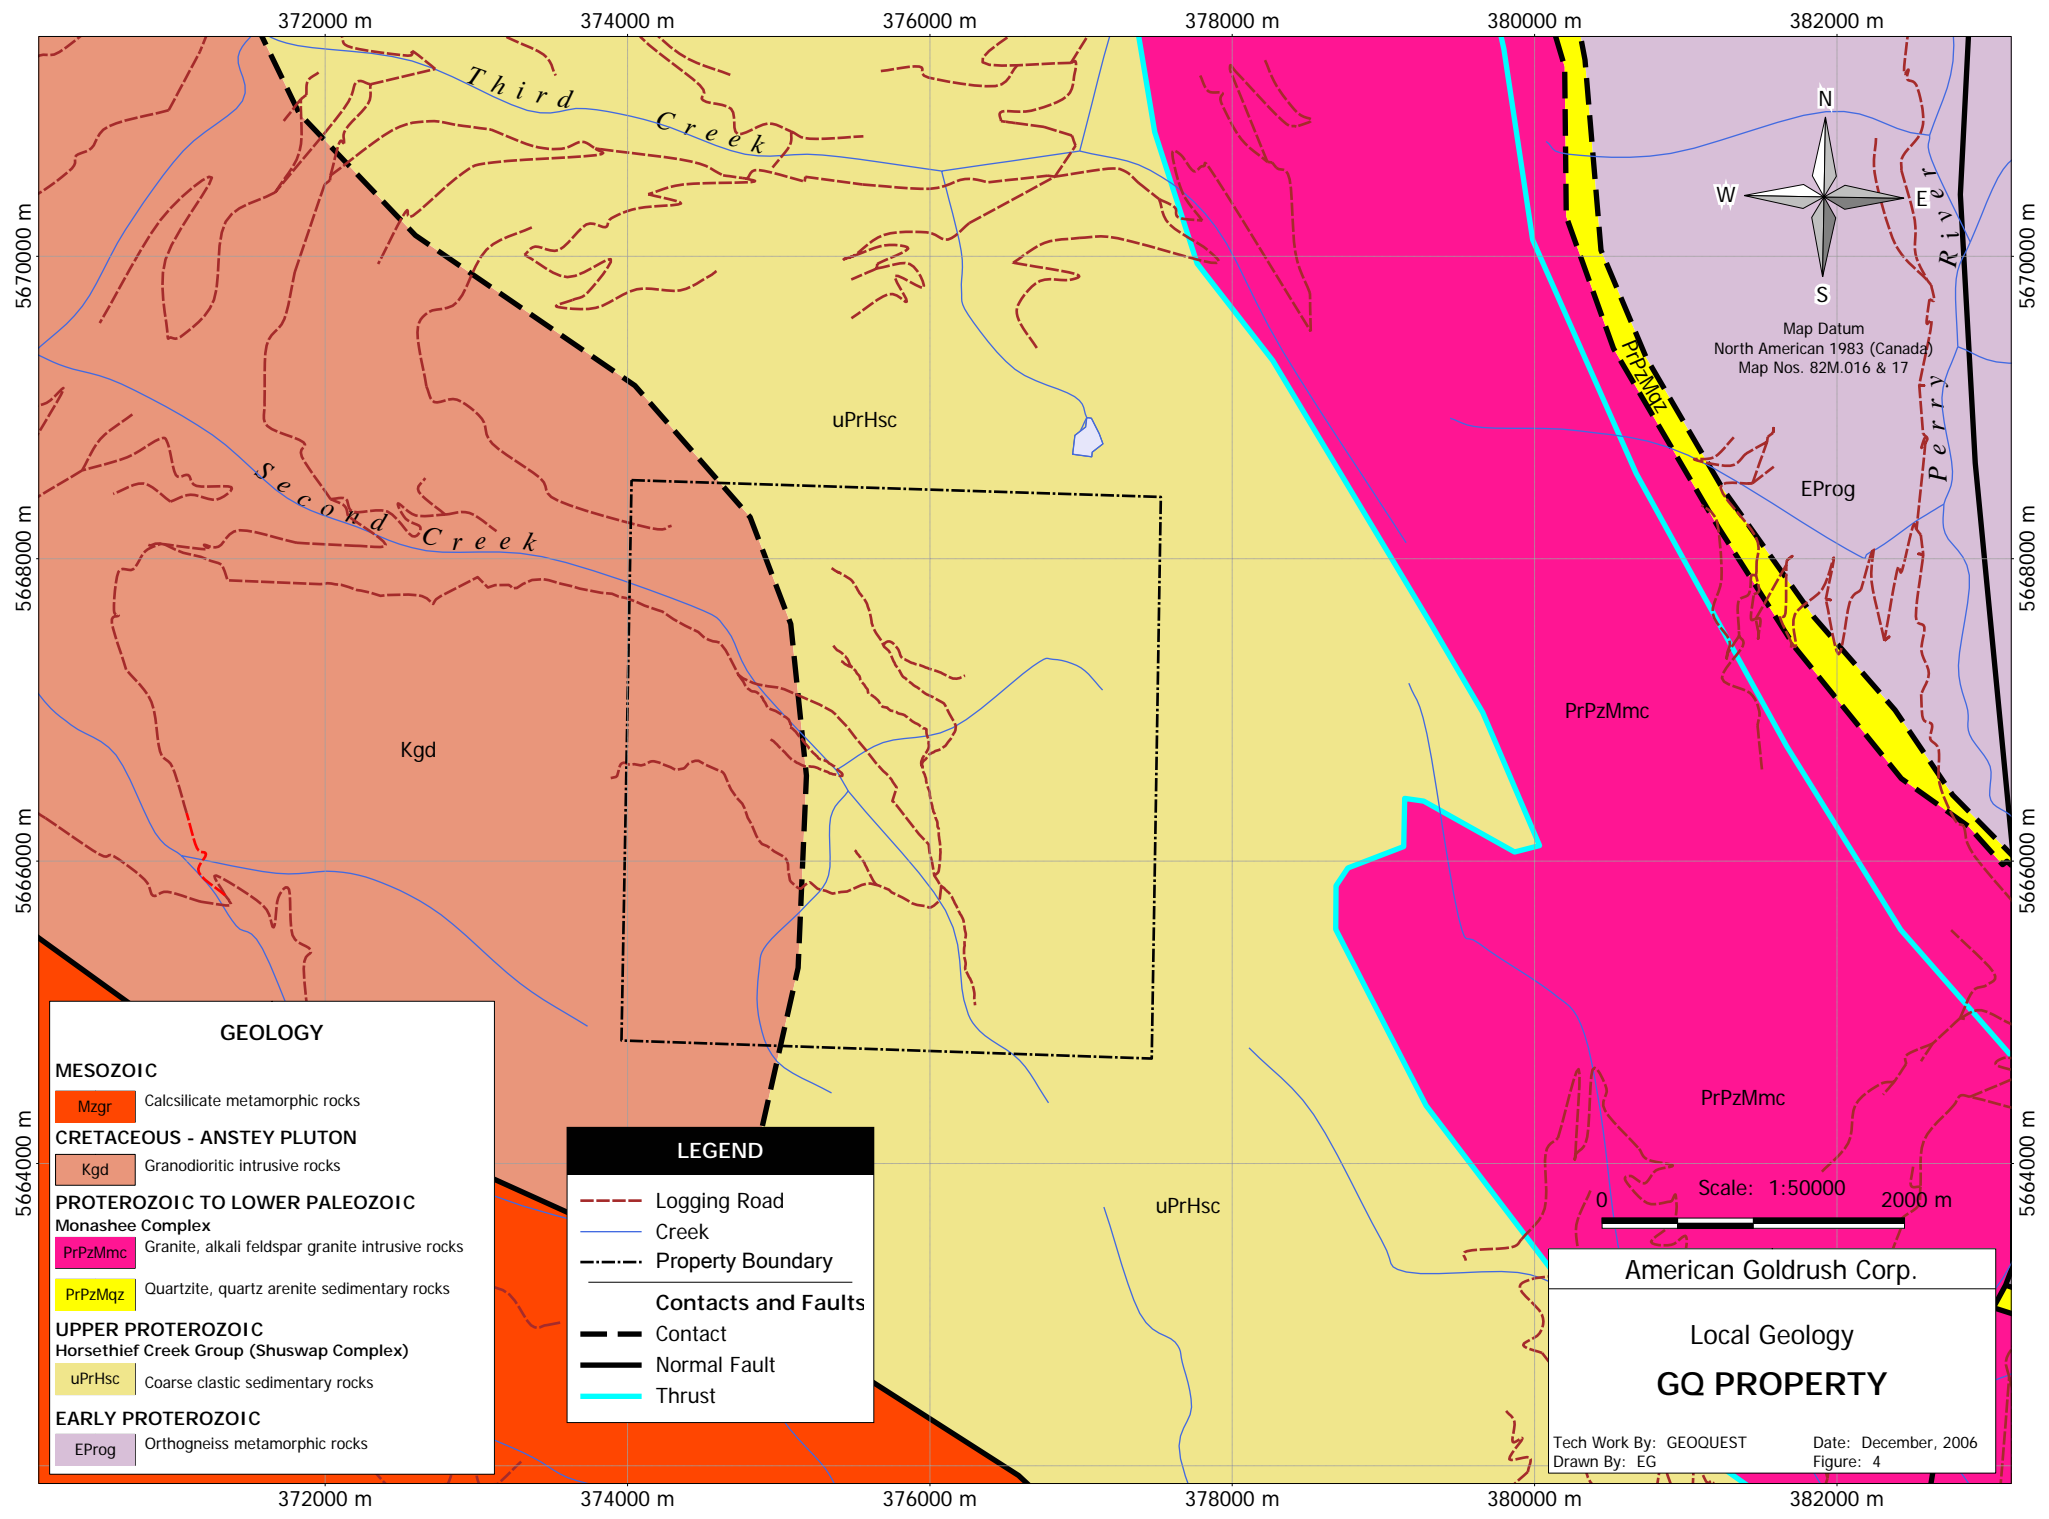 372000 m
374000 m
376000 m
378000 m
380000 m
382000 m
Third
Creek
N
W
E
S
River
Perry
5670000 m
5670000 m
Map Datum
North American 1983 (Canada)
Map Nos. 82M.016 & 17
PrPzMqz
uPrHsc
Second
Creek
EProg
5668000 m
5668000 m
PrPzMmc
Kgd
5666000 m
5666000 m
PrPzMmc
5664000 m
5664000 m
uPrHsc
GEOLOGY
MESOZOIC
Mzgr
Calcsilicate metamorphic rocks
CRETACEOUS - ANSTEY PLUTON
Kgd
Granodioritic intrusive rocks
PROTEROZOIC TO LOWER PALEOZOIC
Monashee Complex
PrPzMmc
Granite, alkali feldspar granite intrusive rocks
PrPzMqz
Quartzite, quartz arenite sedimentary rocks
UPPER PROTEROZOIC
Horsethief Creek Group (Shuswap Complex)
uPrHsc
Coarse clastic sedimentary rocks
EARLY PROTEROZOIC
EProg
Orthogneiss metamorphic rocks
LEGEND
Logging Road
Creek
Property Boundary
Contacts and Faults
Contact
Normal Fault
Thrust
Scale: 1:50000
0
2000 m
American Goldrush Corp.
Local Geology
GQ PROPERTY
Tech Work By: GEOQUEST
Date: December, 2006
Drawn By: EG
Figure: 4
372000 m
374000 m
376000 m
378000 m
380000 m
382000 m